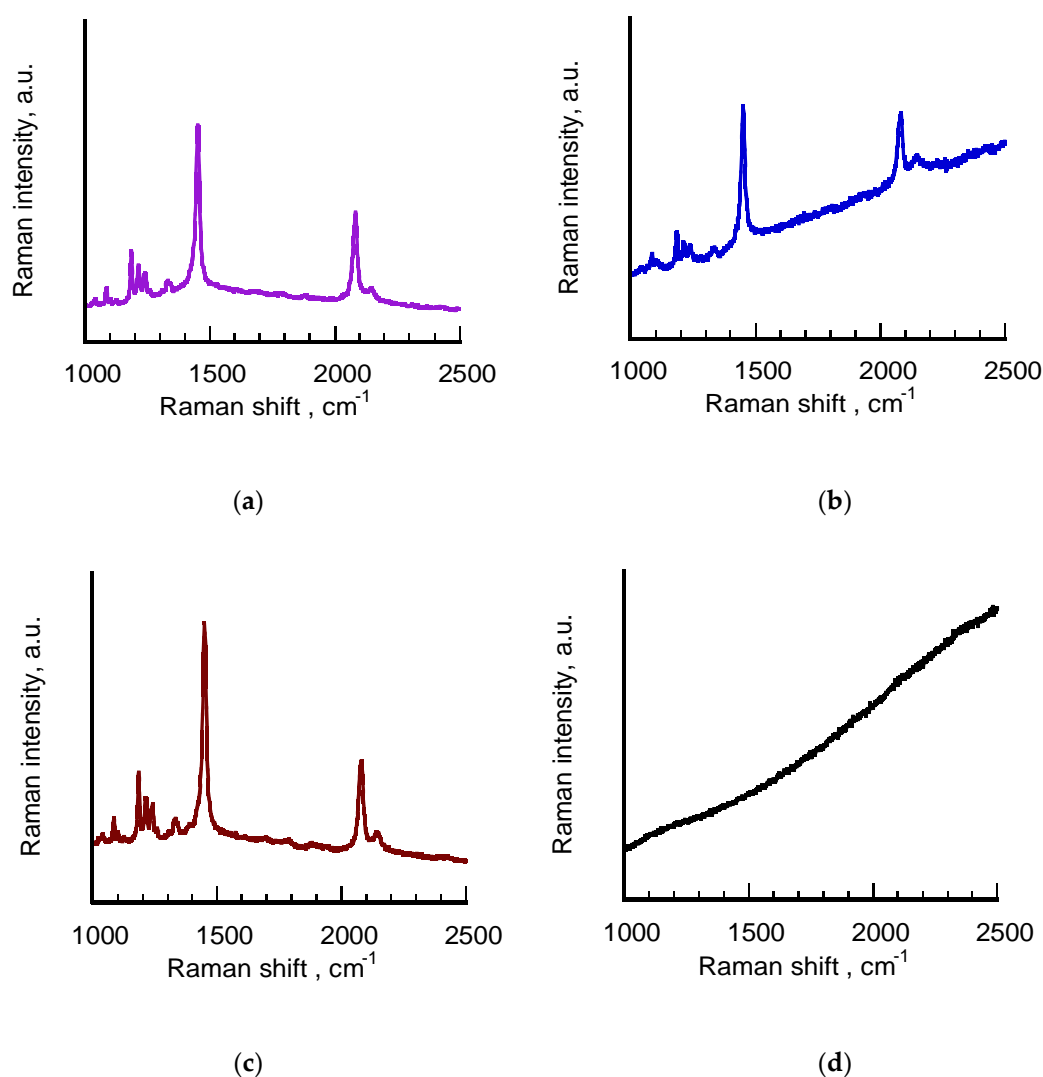 Raman intensity, a.u.
1000 1500 2000 2500
Raman shift , cm-1
(a)
Raman intensity, a.u.
1000 1500 2000 2500
Raman shift , cm-1
(b)
Raman intensity, a.u.
1000 1500 2000 2500
Raman shift , cm-1
(c)
Raman intensity, a.u.
1000 1500 2000 2500
Raman shift , cm-1
(d)